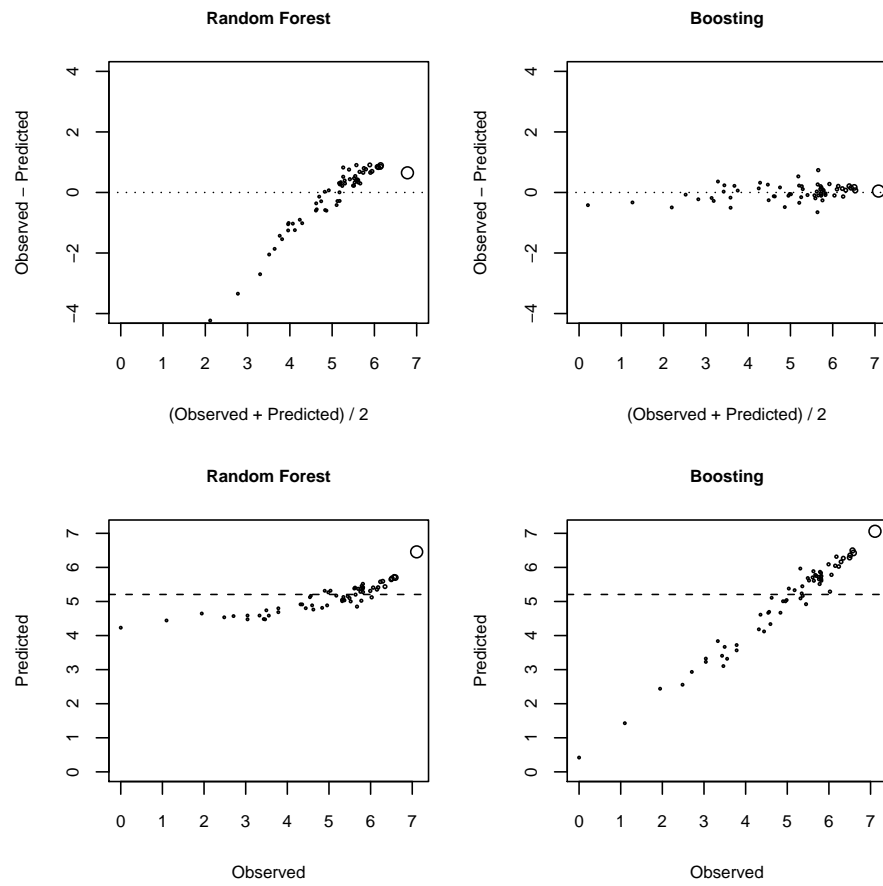 Random Forest
Observed − Predicted
4
2
0
−2
−4
0 1 2 3 4 5 6 7
(Observed + Predicted) / 2
Boosting
Observed − Predicted
4
2
0
−2
−4
0 1 2 3 4 5 6 7
(Observed + Predicted) / 2
Random Forest
Predicted
7
6
5
4
3
2
1
0
0 1 2 3 4 5 6 7
Observed
Boosting
Predicted
7
6
5
4
3
2
1
0
0 1 2 3 4 5 6 7
Observed